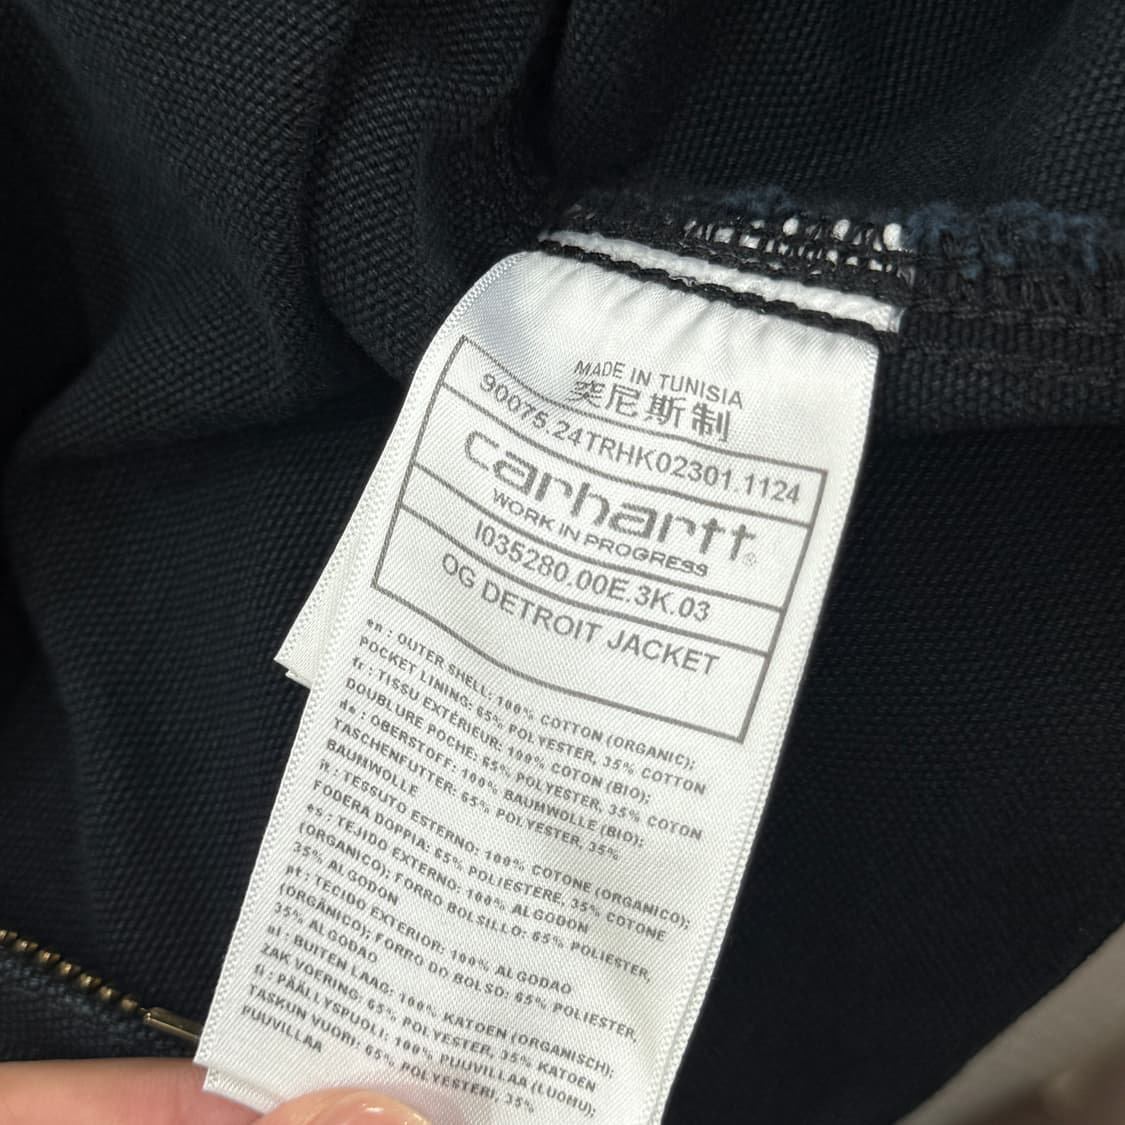 MADE IN TUNISIA
突尼斯制
90075.24TRHK02301.1124
carhartt®
WORK IN PROGRESS
I035280.00E.3K.03
OG DETROIT JACKET
en : OUTER SHELL: 100% COTTON (ORGANIC);
POCKET LINING: 65% POLYESTER, 35% COTTON
fr : TISSU EXTÉRIEUR: 100% COTON (BIO);
DOUBLURE POCHE: 65% POLYESTER, 35% COTON
de : OBERSTOFF: 100% BAUMWOLLE (BIO);
TASCHENFUTTER: 65% POLYESTER, 35%
BAUMWOLLE
it : TESSUTO ESTERNO: 100% COTONE (ORGANICO);
FODERA DOPPIA: 65% POLIESTERE, 35% COTONE
es : TEJIDO EXTERNO: 100% ALGODON
(ORGANICO); FORRO BOLSILLO: 65% POLIESTER,
35% ALGODON
pt : TECIDO EXTERIOR: 100% ALGODAO
(ORGÂNICO); FORRO DO BOLSO: 65% POLIESTER,
35% ALGODAO
nl : BUITEN LAAG: 100% KATOEN (ORGANISCH);
ZAK VOERING: 65% POLYESTER, 35% KATOEN
fi : PÄÄLLYSPUOLI: 100% PUUVILLAA (LUOMU);
TASKUN VUORI: 65% POLYESTERI, 35%
PUUVILLAA